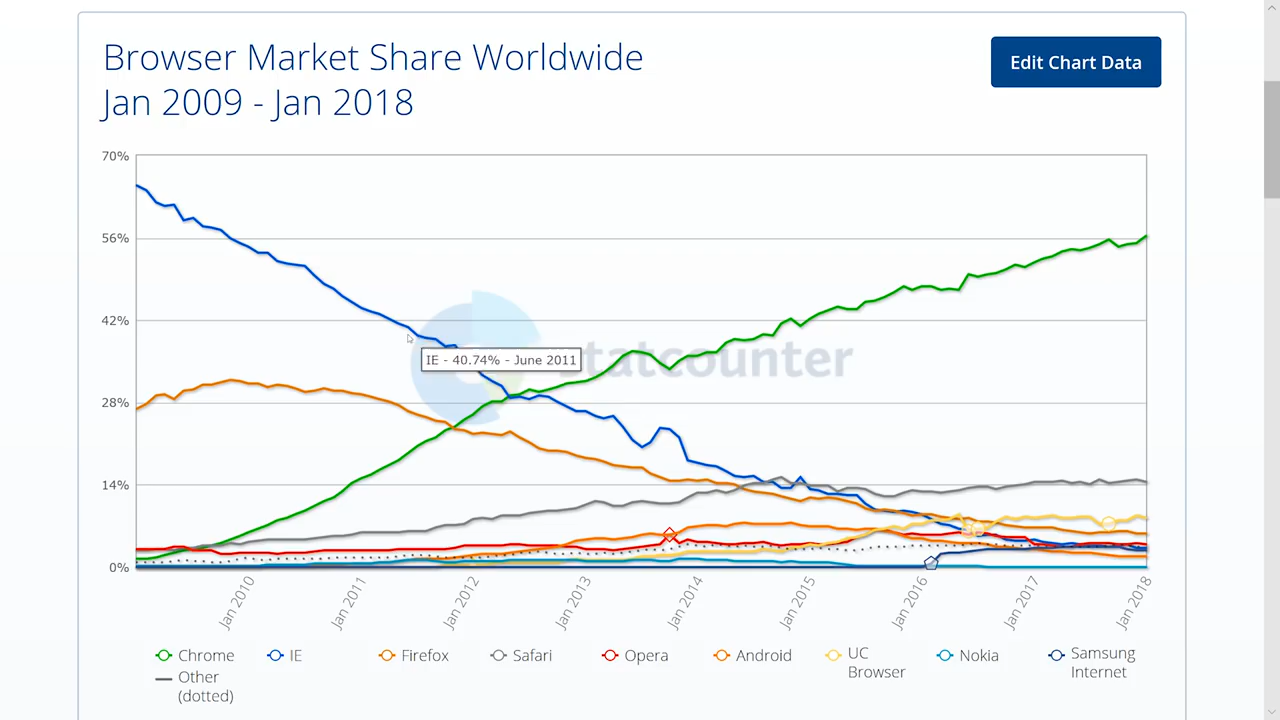 Browser Market Share Worldwide
Jan 2009 - Jan 2018
Edit Chart Data
70%
56%
42%
28%
14%
0%
statcounter
IE - 40.74% - June 2011
Jan 2010
Jan 2011
Jan 2012
Jan 2013
Jan 2014
Jan 2015
Jan 2016
Jan 2017
Jan 2018
Chrome
IE
Firefox
Safari
Opera
Android
UC
Browser
Nokia
Samsung
Internet
Other
(dotted)